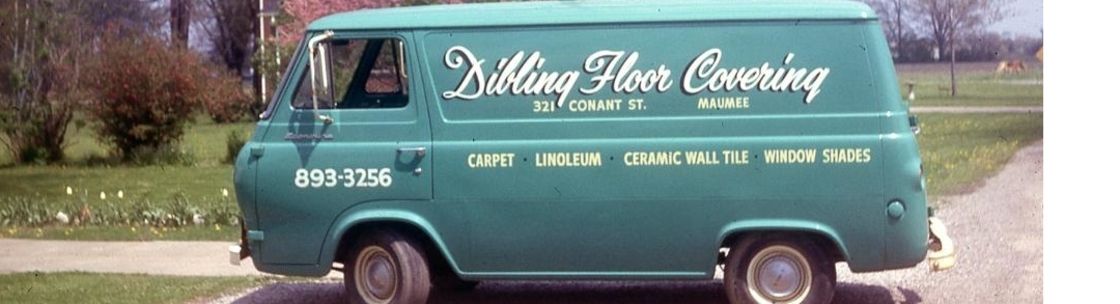 Dibling Floor Covering
321 CONANT ST. MAUMEE
CARPET · LINOLEUM · CERAMIC WALL TILE · WINDOW SHADES
893-3256